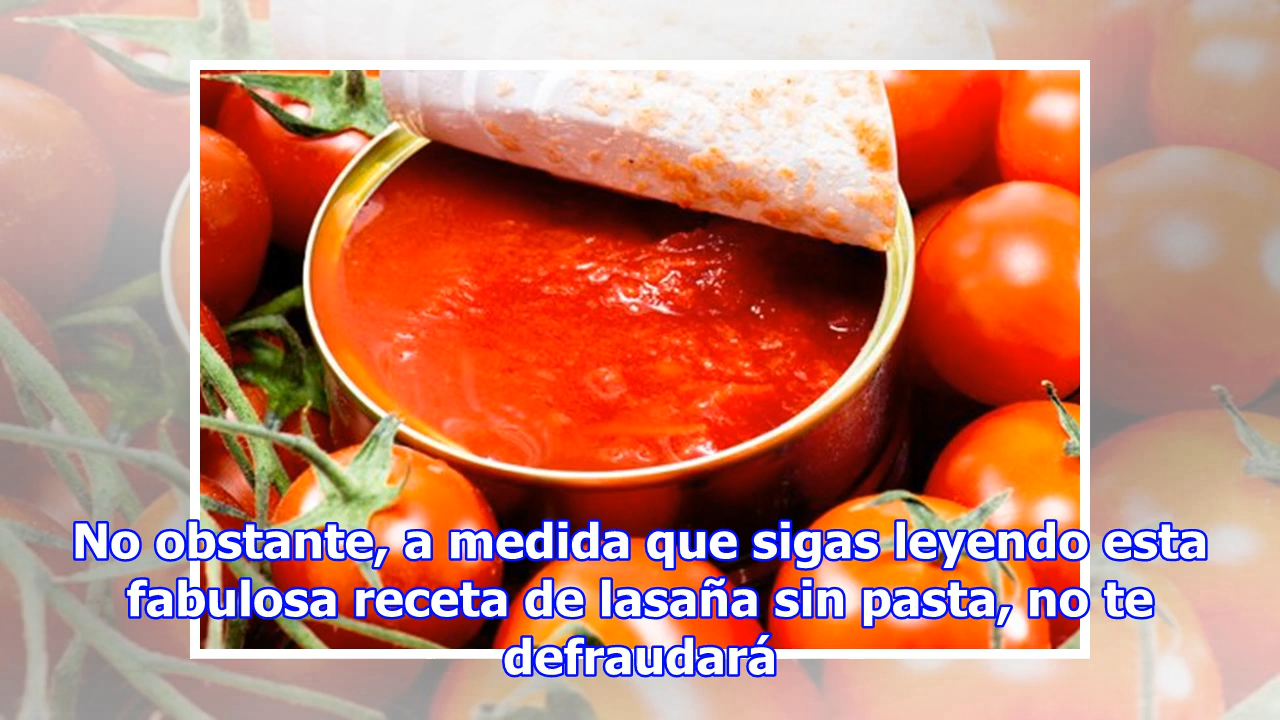 No obstante, a medida que sigas leyendo esta
fabulosa receta de lasaña sin pasta, no te
defraudará